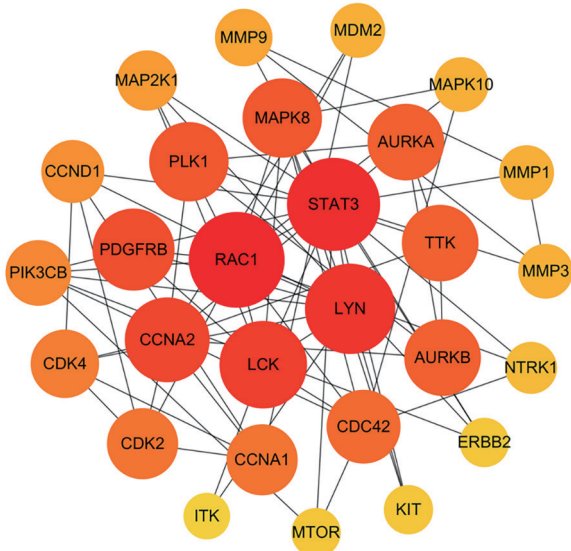 MMP9
MDM2
MAP2K1
MAPK10
MAPK8
AURKA
PLK1
CCND1
MMP1
STAT3
PDGFRB
TTK
RAC1
PIK3CB
MMP3
LYN
CCNA2
AURKB
CDK4
LCK
NTRK1
CDC42
CDK2
ERBB2
CCNA1
KIT
ITK
MTOR